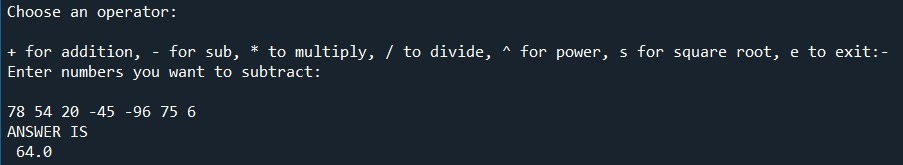 Choose an operator:
+ for addition, - for sub, * to multiply, / to divide, ^ for power, s for square root, e to exit:-
Enter numbers you want to subtract:
78 54 20 -45 -96 75 6
ANSWER IS
64.0